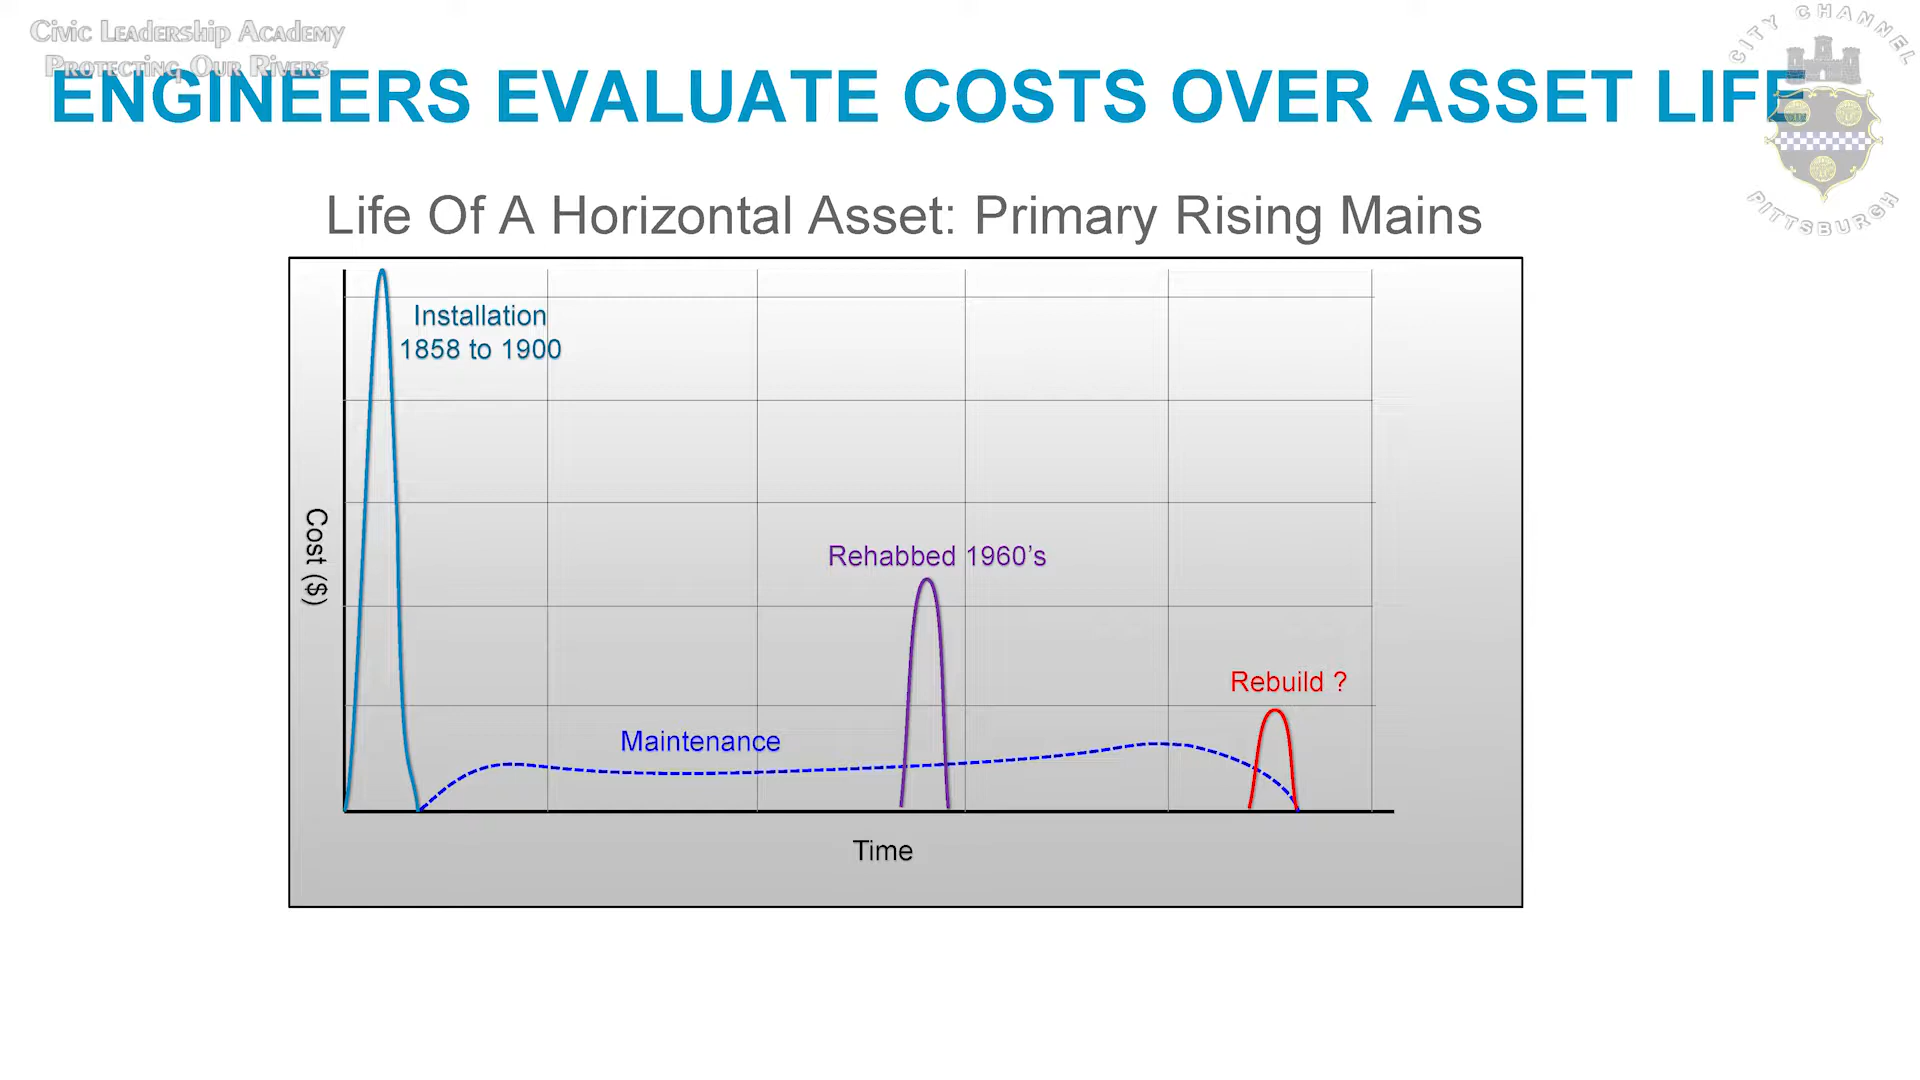 Civic Leadership Academy
Protecting Our Rivers
CITY CHANNEL
PITTSBURGH
ENGINEERS EVALUATE COSTS OVER ASSET LIFE
Life Of A Horizontal Asset: Primary Rising Mains
Installation
1858 to 1900
Cost ($)
Rehabbed 1960’s
Rebuild ?
Maintenance
Time